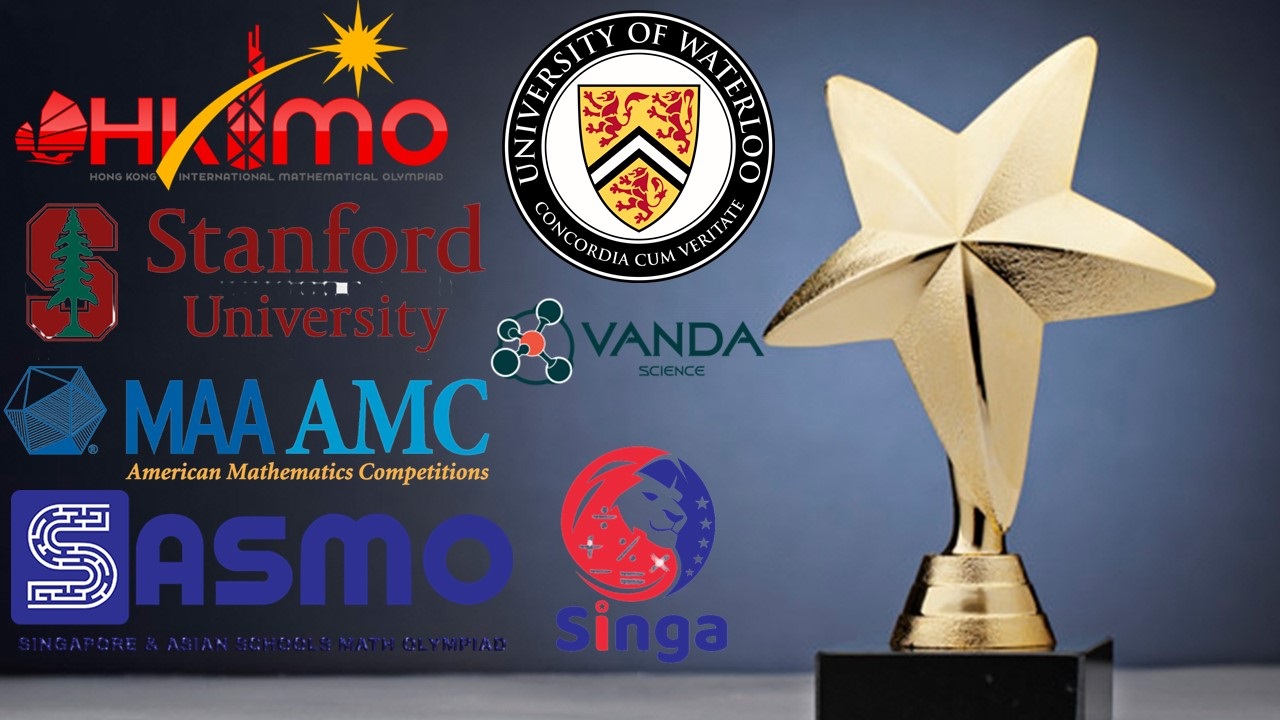 HKIMO
HONG KONG INTERNATIONAL MATHEMATICAL OLYMPIAD
Stanford
University
MAA AMC
®
American Mathematics Competitions
SASMO
SINGAPORE & ASIAN SCHOOLS MATH OLYMPIAD
UNIVERSITY OF WATERLOO
CONCORDIA CUM VERITATE
VANDA
SCIENCE
÷
+ % ×
Singa